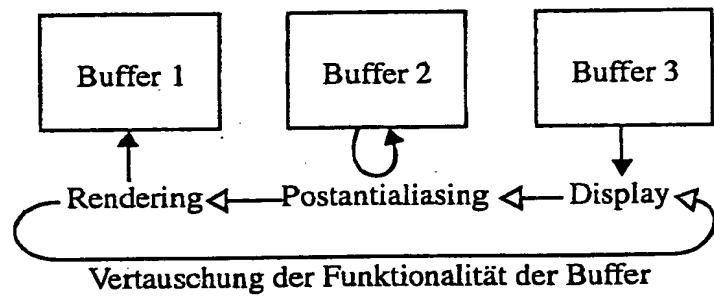 Buffer 1 Buffer 2 Buffer 3
Rendering Postantialiasing Display
Vertauschung der Funktionalität der Buffer